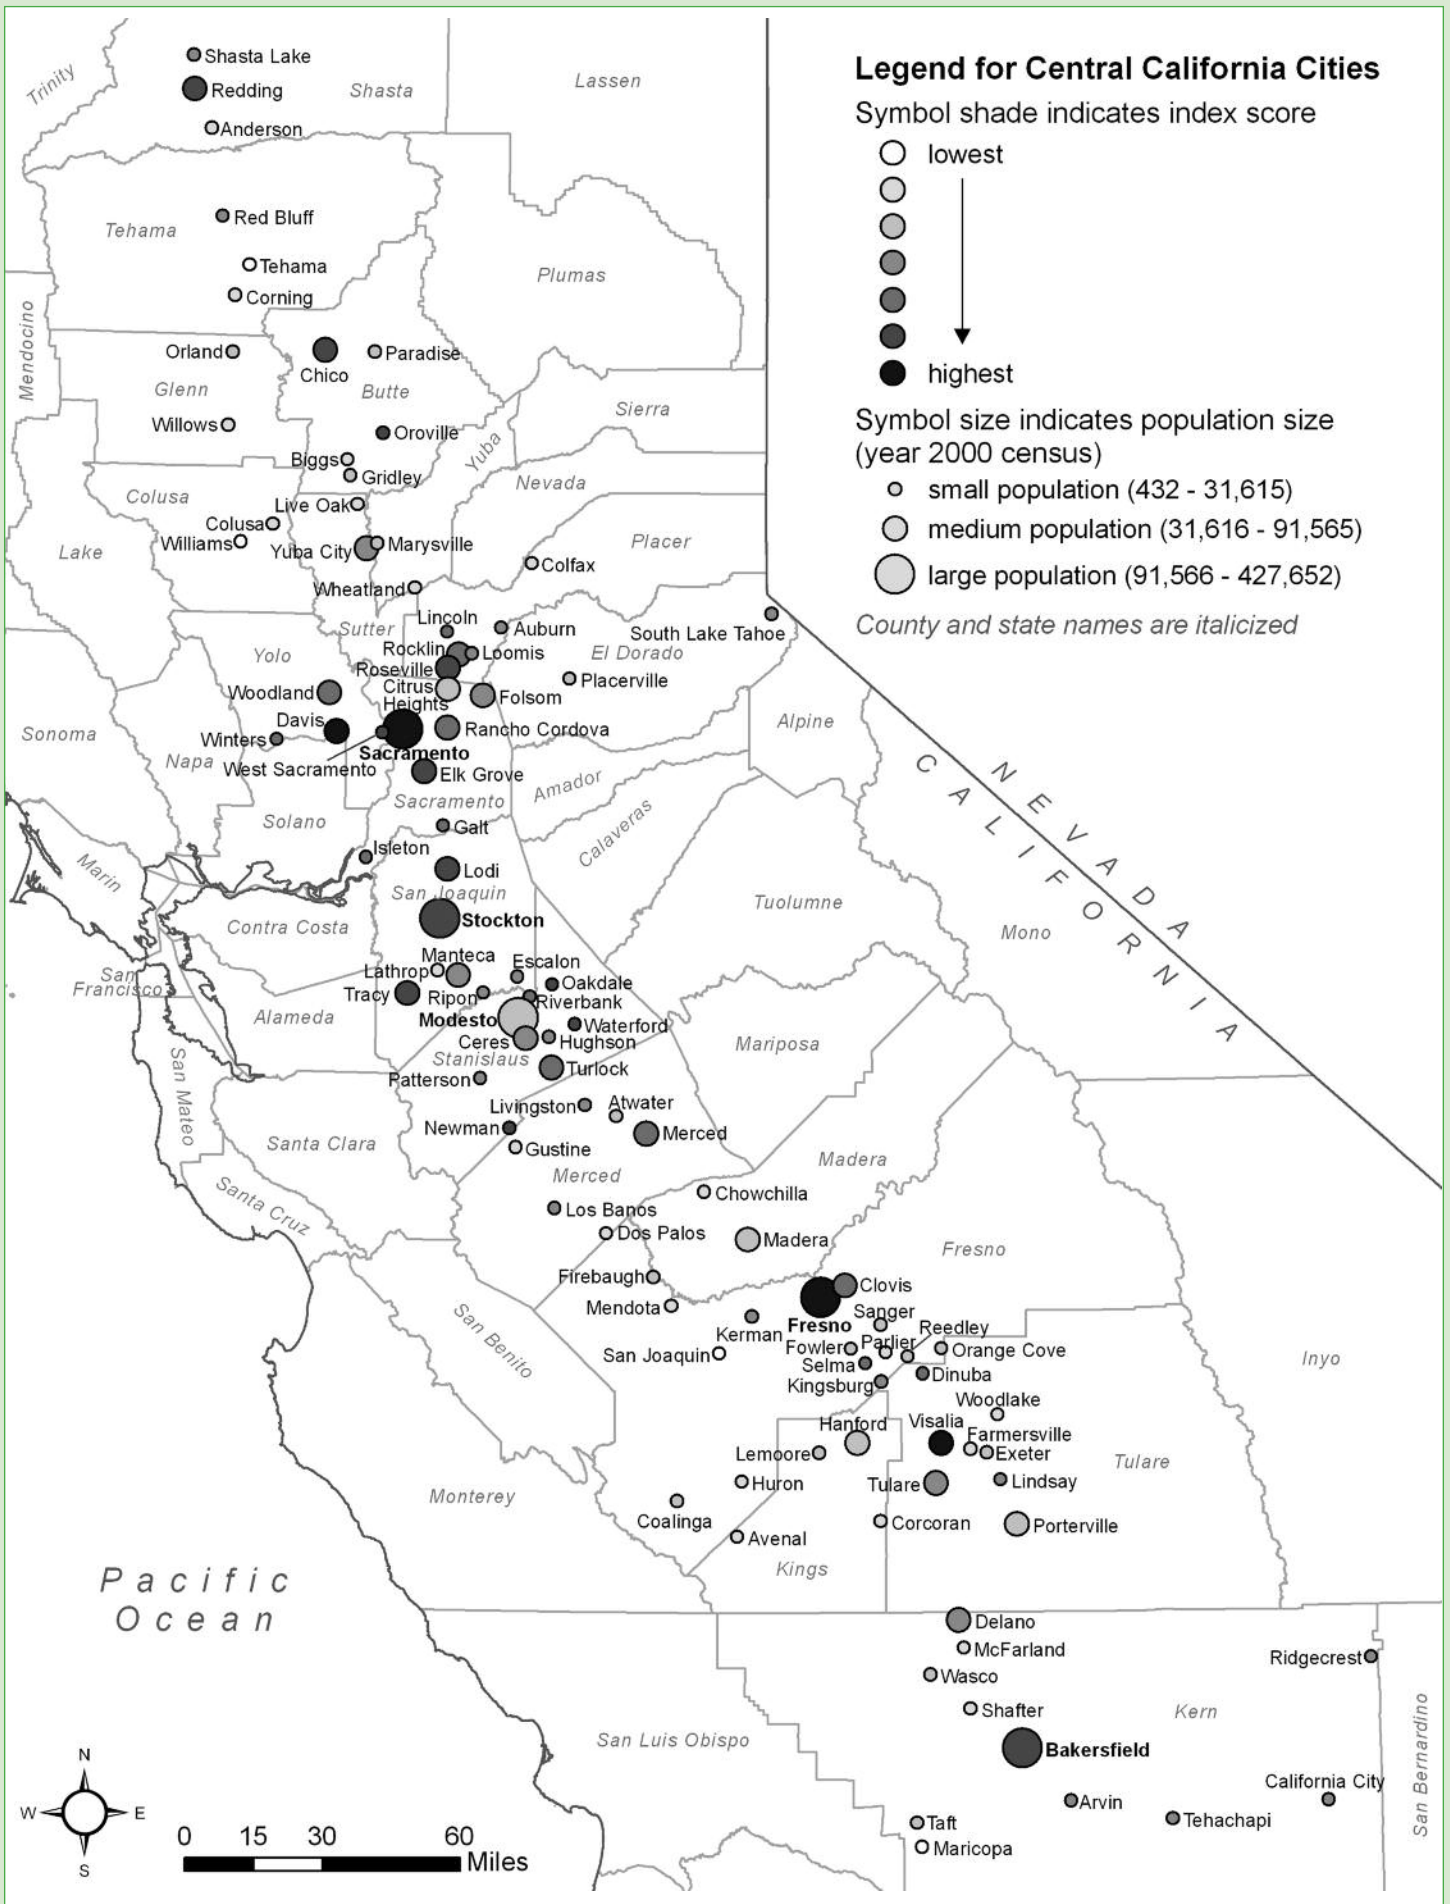 Legend for Central California Cities
Symbol shade indicates index score
lowest
highest
Symbol size indicates population size
(year 2000 census)
small population (432 - 31,615)
medium population (31,616 - 91,565)
large population (91,566 - 427,652)
County and state names are italicized
Shasta Lake
Trinity
Redding
Shasta
Lassen
Anderson
Red Bluff
Tehama
Tehama
Plumas
Corning
Mendocino
Orland
Paradise
Chico
Glenn
Butte
Sierra
Willows
Oroville
Yuba
Biggs
Gridley
Nevada
Colusa
Live Oak
Colusa
Williams
Yuba City
Marysville
Placer
Lake
Colfax
Wheatland
Lincoln
Sutter
Auburn
South Lake Tahoe
Rocklin
Loomis
El Dorado
Yolo
Roseville
Placerville
Citrus
Heights
Woodland
Folsom
Davis
Alpine
Sonoma
Winters
Rancho Cordova
Napa
Sacramento
West Sacramento
Elk Grove
NEVADA
CALIFORNIA
Amador
Sacramento
Solano
Galt
Calaveras
Isleton
Marin
Lodi
San Joaquin
Tuolumne
Stockton
Contra Costa
Mono
Manteca
Escalon
Lathrop
San
Francisco
Oakdale
Tracy
Ripon
Riverbank
Alameda
Modesto
Waterford
Ceres
Hughson
Mariposa
Stanislaus
Turlock
Patterson
San Mateo
Livingston
Atwater
Newman
Merced
Santa Clara
Gustine
Madera
Merced
Chowchilla
Santa Cruz
Los Banos
Dos Palos
Madera
Fresno
Firebaugh
Clovis
Mendota
Sanger
Kerman
Fresno
Reedley
San Benito
Fowler
Parlier
Orange Cove
San Joaquin
Selma
Inyo
Dinuba
Kingsburg
Woodlake
Hanford
Visalia
Farmersville
Lemoore
Exeter
Tulare
Huron
Tulare
Lindsay
Monterey
Coalinga
Corcoran
Porterville
Avenal
Kings
Pacific
Ocean
Delano
McFarland
Ridgecrest
Wasco
Shafter
Kern
San Luis Obispo
Bakersfield
San Bernardino
California City
Arvin
Taft
Tehachapi
Maricopa
N
W
E
S
0 15 30 60
Miles